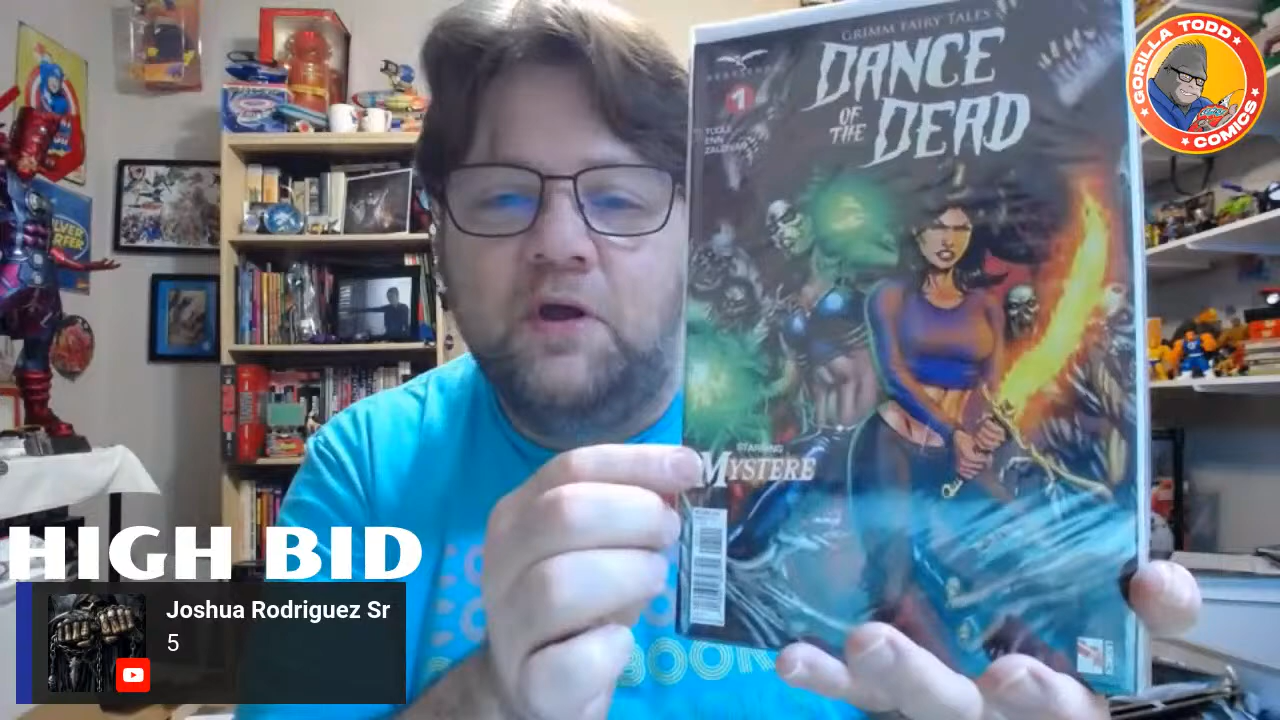 GRIMM FAIRY TALES
DANCE
OF
THE
DEAD
1
STARRING
MYSTERE
GORILLA TODD
COMICS
HIGH BID
Joshua Rodriguez Sr
5
BOOK